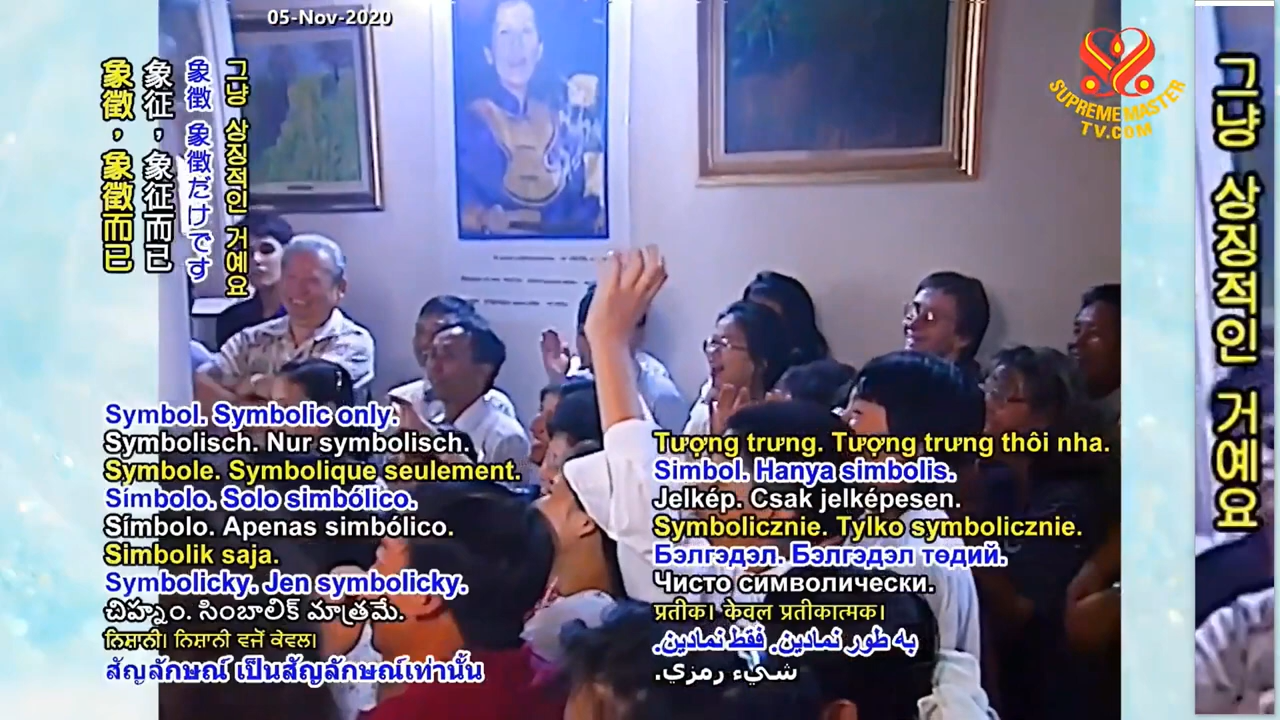 05-Nov-2020
SUPREME MASTER
TV.COM
그냥 상징적인 거예요
象徴 象徴だけです
象征，象征而已
象徵，象徵而已
Symbol. Symbolic only.
Symbolisch. Nur symbolisch.
Symbole. Symbolique seulement.
Símbolo. Solo simbólico.
Símbolo. Apenas simbólico.
Simbolik saja.
Symbolicky. Jen symbolicky.
చిహ్నం. సింబాలిక్ మాత్రమే.
ਨਿਸ਼ਾਨੀ। ਨਿਸ਼ਾਨੀ ਵਜੋਂ ਕੇਵਲ।
สัญลักษณ์ เป็นสัญลักษณ์เท่านั้น
Tượng trưng. Tượng trưng thôi nha.
Simbol. Hanya simbolis.
Jelkép. Csak jelképesen.
Symbolicznie. Tylko symbolicznie.
Бэлгэдэл. Бэлгэдэл төдий.
Чисто символически.
प्रतीक। केवल प्रतीकात्मक।
به طور نمادین. فقط نمادین.
شيء رمزي.
그냥 상징적인 거예요